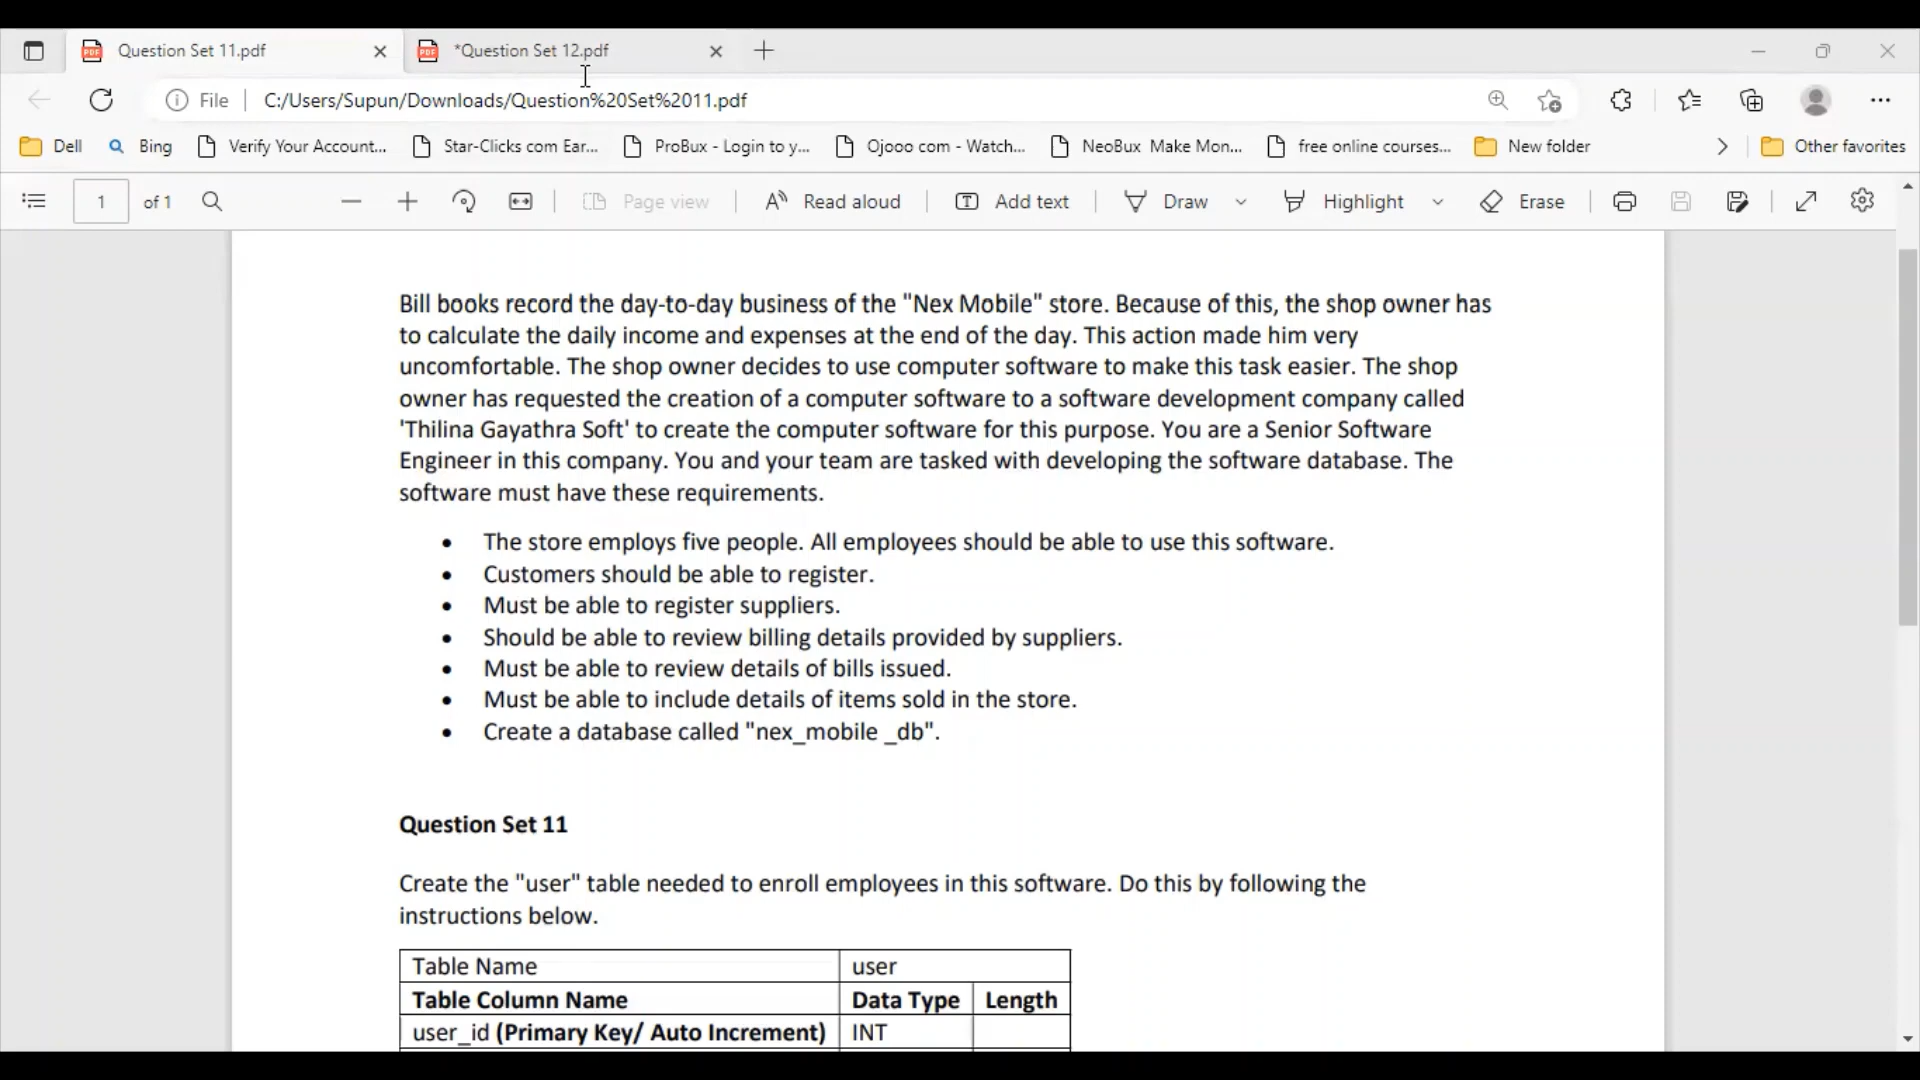 Question Set 11.pdf
*Question Set 12.pdf
File
C:/Users/Supun/Downloads/Question%20Set%2011.pdf
Dell
Bing
Verify Your Account...
Star-Clicks com Ear...
ProBux - Login to y...
Ojooo com - Watch...
NeoBux Make Mon...
free online courses...
New folder
Other favorites
1
of 1
Page view
Read aloud
Add text
Draw
Highlight
Erase
Bill books record the day-to-day business of the "Nex Mobile" store. Because of this, the shop owner has
to calculate the daily income and expenses at the end of the day. This action made him very
uncomfortable. The shop owner decides to use computer software to make this task easier. The shop
owner has requested the creation of a computer software to a software development company called
'Thilina Gayathra Soft' to create the computer software for this purpose. You are a Senior Software
Engineer in this company. You and your team are tasked with developing the software database. The
software must have these requirements.
• The store employs five people. All employees should be able to use this software.
• Customers should be able to register.
• Must be able to register suppliers.
• Should be able to review billing details provided by suppliers.
• Must be able to review details of bills issued.
• Must be able to include details of items sold in the store.
• Create a database called "nex_mobile _db".
Question Set 11
Create the "user" table needed to enroll employees in this software. Do this by following the
instructions below.
Table Name user
Table Column Name Data Type Length
user_id (Primary Key/ Auto Increment) INT